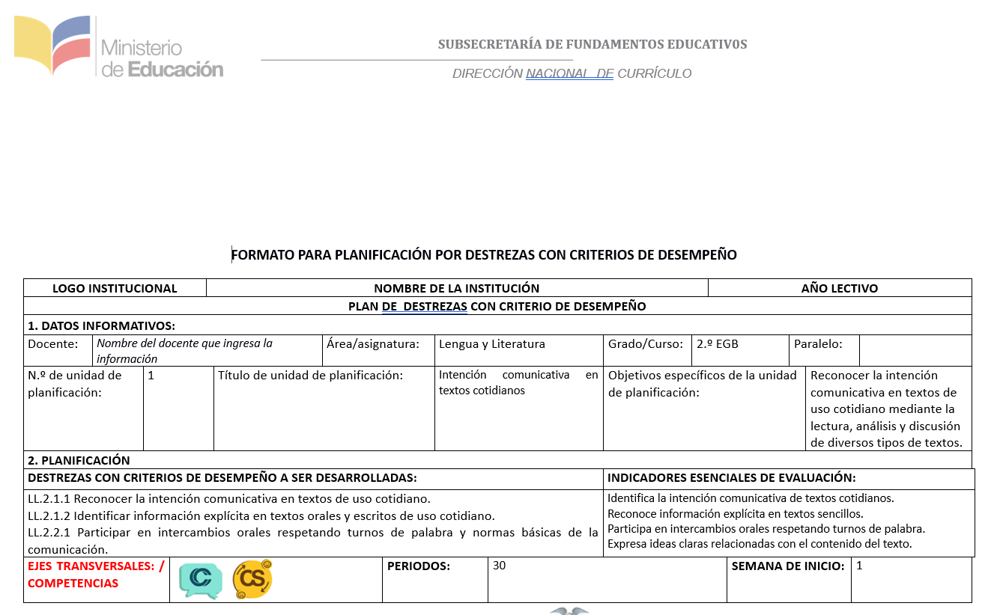 Ministerio
de Educación
SUBSECRETARÍA DE FUNDAMENTOS EDUCATIV0S
DIRECCIÓN NACIONAL DE CURRÍCULO
FORMATO PARA PLANIFICACIÓN POR DESTREZAS CON CRITERIOS DE DESEMPEÑO
LOGO INSTITUCIONAL
NOMBRE DE LA INSTITUCIÓN
AÑO LECTIVO
PLAN DE DESTREZAS CON CRITERIO DE DESEMPEÑO
1. DATOS INFORMATIVOS:
Docente:
Nombre del docente que ingresa la
información
Área/asignatura:
Lengua y Literatura
Grado/Curso:
2.º EGB
Paralelo:
N.º de unidad de
planificación:
1
Título de unidad de planificación:
Intención comunicativa en
textos cotidianos
Objetivos específicos de la unidad
de planificación:
Reconocer la intención
comunicativa en textos de
uso cotidiano mediante la
lectura, análisis y discusión
de diversos tipos de textos.
2. PLANIFICACIÓN
DESTREZAS CON CRITERIOS DE DESEMPEÑO A SER DESARROLLADAS:
INDICADORES ESENCIALES DE EVALUACIÓN:
LL.2.1.1 Reconocer la intención comunicativa en textos de uso cotidiano.
LL.2.1.2 Identificar información explícita en textos orales y escritos de uso cotidiano.
LL.2.2.1 Participar en intercambios orales respetando turnos de palabra y normas básicas de la
comunicación.
Identifica la intención comunicativa de textos cotidianos.
Reconoce información explícita en textos sencillos.
Participa en intercambios orales respetando turnos de palabra.
Expresa ideas claras relacionadas con el contenido del texto.
EJES TRANSVERSALES: /
COMPETENCIAS
C
CS
PERIODOS:
30
SEMANA DE INICIO:
1